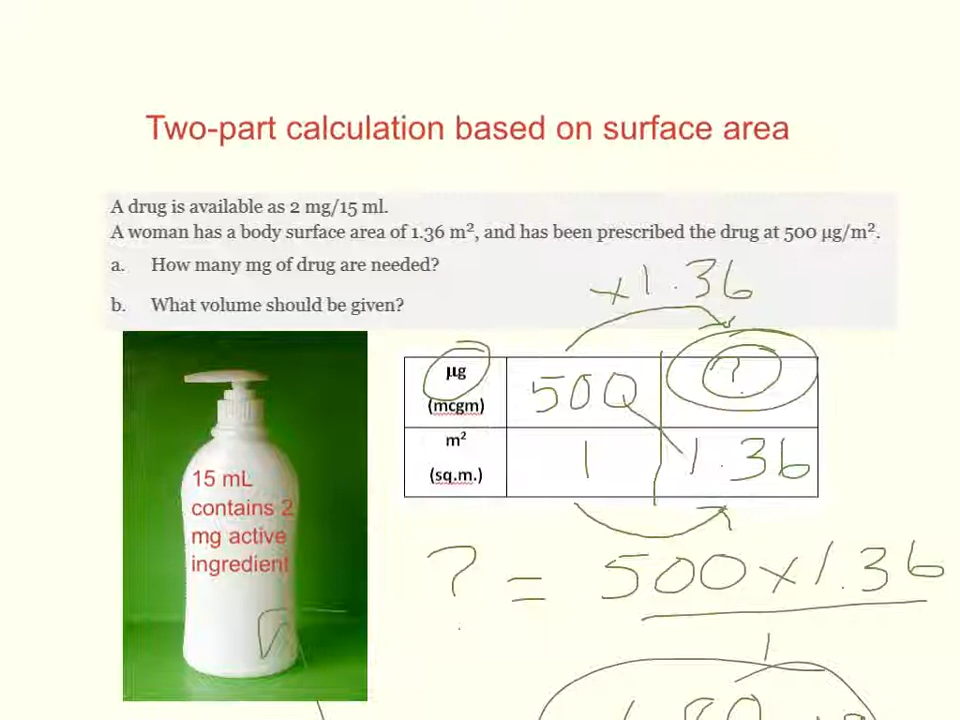 Two-part calculation based on surface area
A drug is available as 2 mg/15 ml.
A woman has a body surface area of 1.36 m², and has been prescribed the drug at 500 μg/m².
a. How many mg of drug are needed?
b. What volume should be given?
×1.36
μg
(mcgm)
500
?
m²
(sq.m.)
1
1.36
15 mL
contains 2
mg active
ingredient
? = 500×1.36
1